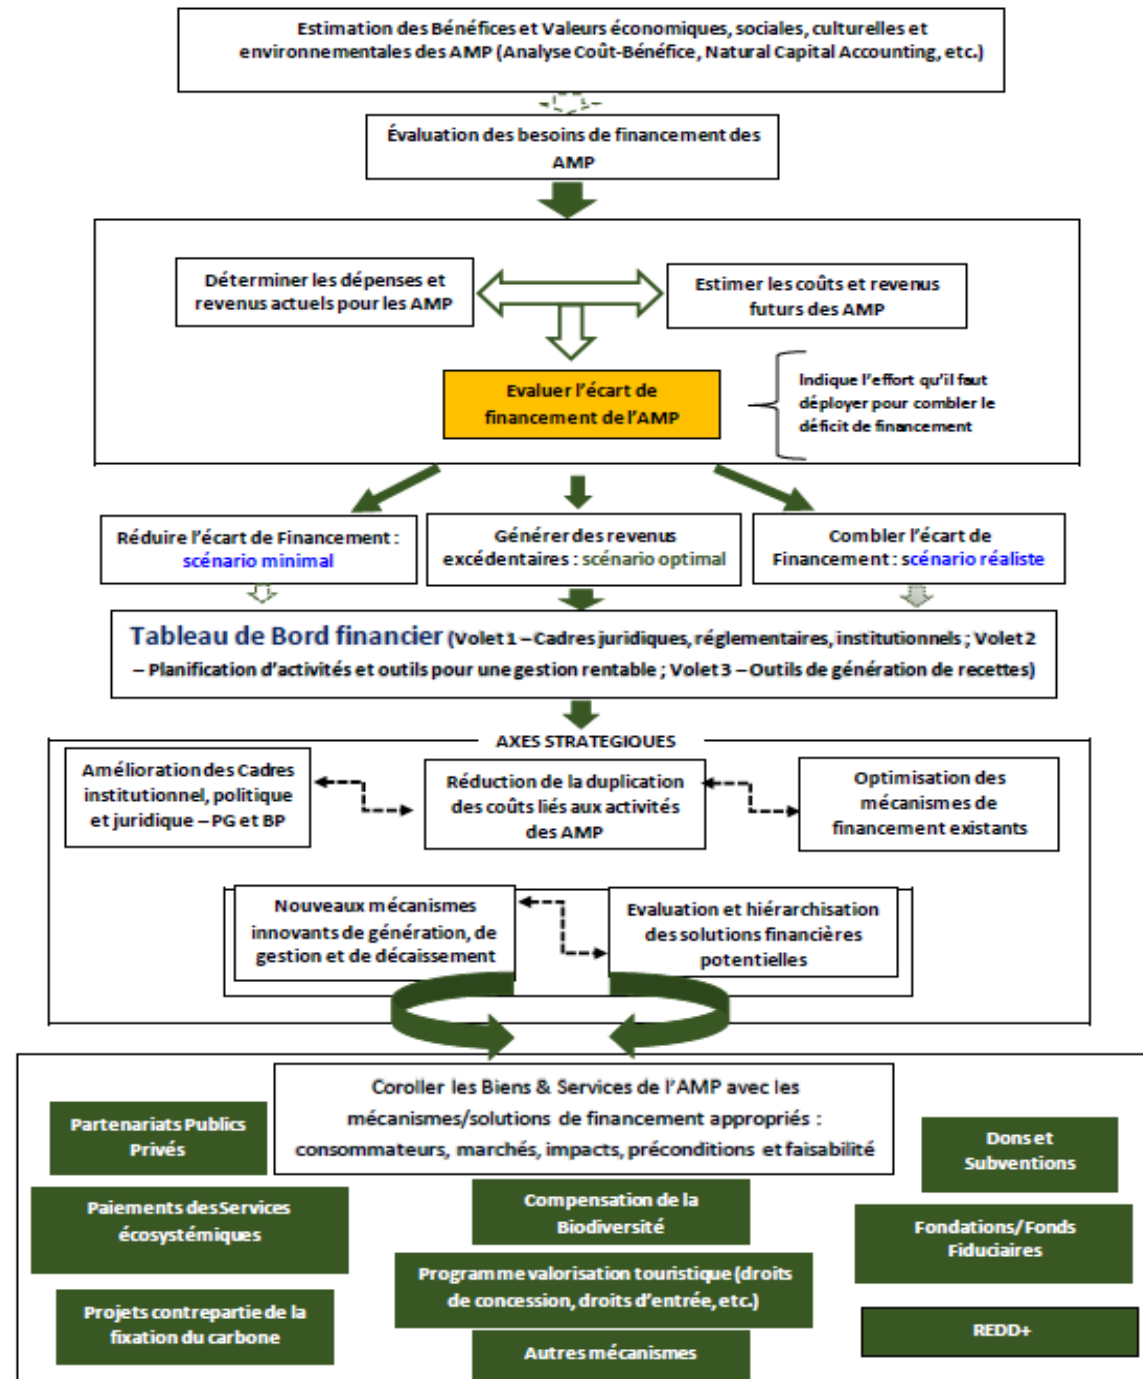 Estimation des Bénéfices et Valeurs économiques, sociales, culturelles et
environnementales des AMP (Analyse Coût-Bénéfice, Natural Capital Accounting, etc.)
Évaluation des besoins de financement des
AMP
Déterminer les dépenses et
revenus actuels pour les AMP
Estimer les coûts et revenus
futurs des AMP
Evaluer l'écart de
financement de l'AMP
Indique l'effort qu'il faut
déployer pour combler le
déficit de financement
Réduire l'écart de Financement :
scénario minimal
Générer des revenus
excédentaires : scénario optimal
Combler l'écart de
Financement : scénario réaliste
Tableau de Bord financier (Volet 1 – Cadres juridiques, réglementaires, institutionnels ; Volet 2
– Planification d'activités et outils pour une gestion rentable ; Volet 3 – Outils de génération de recettes)
AXES STRATEGIQUES
Amélioration des Cadres
institutionnel, politique
et juridique – PG et BP
Réduction de la duplication
des coûts liés aux activités
des AMP
Optimisation des
mécanismes de
financement existants
Nouveaux mécanismes
innovants de génération, de
gestion et de décaissement
Evaluation et hiérarchisation
des solutions financières
potentielles
Coroller les Biens & Services de l'AMP avec les
mécanismes/solutions de financement appropriés :
consommateurs, marchés, impacts, préconditions et faisabilité
Partenariats Publics
Privés
Dons et
Subventions
Paiements des Services
écosystémiques
Compensation de la
Biodiversité
Fondations/Fonds
Fiduciaires
Programme valorisation touristique (droits
de concession, droits d'entrée, etc.)
Projets contrepartie de la
fixation du carbone
REDD+
Autres mécanismes